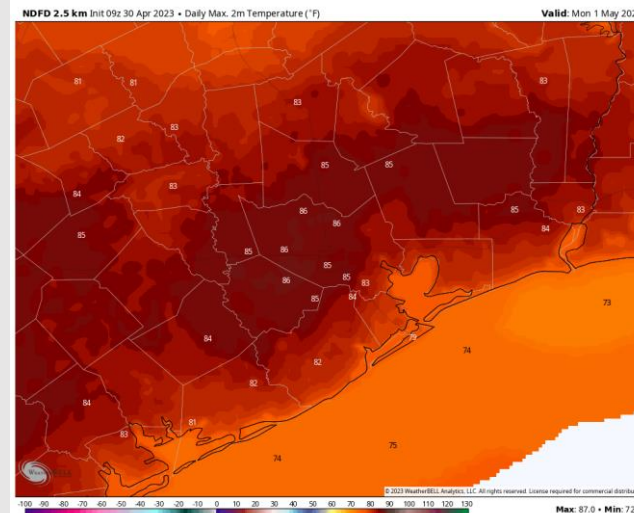 NDFD 2.5 km Init 09z 30 Apr 2023 • Daily Max. 2m Temperature (°F) Valid: Mon 1 May 202
81 81 83
83
82 83
85 85
84 83
86 85 83
85 86 84
85 86
85
86 85 83
85 84
73
84 79 74
82
82
84 81
83
75
74
WeatherBELL
© 2023 WeatherBELL Analytics, LLC. All rights reserved. License required for commercial distribu
-100 -90 -80 -70 -60 -50 -40 -30 -20 -10 0 10 20 30 40 50 60 70 80 90 100 110 120 130
Max: 87.0 • Min: 72